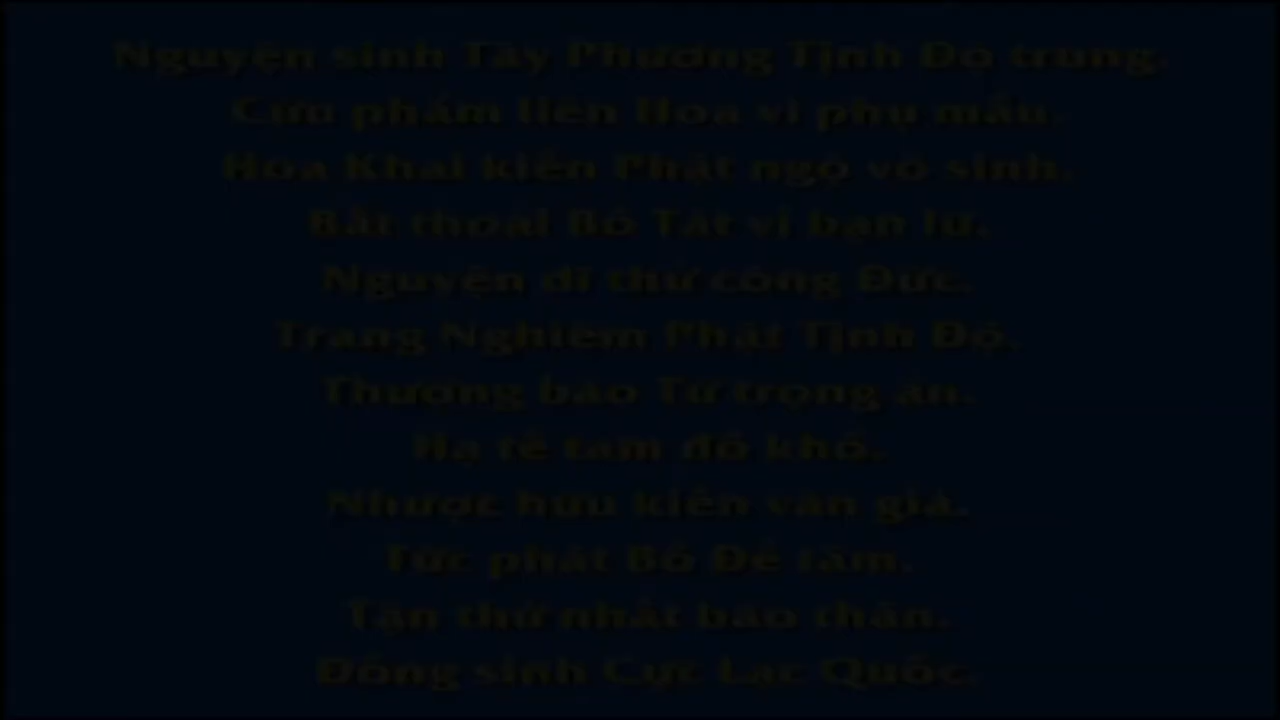 Nguyện sinh Tây Phương Tịnh Độ trung.
Cửu phẩm liên Hoa vi phụ mẫu.
Hoa Khai kiến Phật ngộ vô sinh.
Bất thoái Bồ Tát vi bạn lữ.
Nguyện dĩ thử công Đức.
Trang Nghiêm Phật Tịnh Độ.
Thượng báo Tứ trọng ân.
Hạ tế tam đồ khổ.
Nhược hữu kiến văn giả.
Tức phát Bồ Đề tâm.
Tận thử nhất báo thân.
Đồng sinh Cực Lạc Quốc.